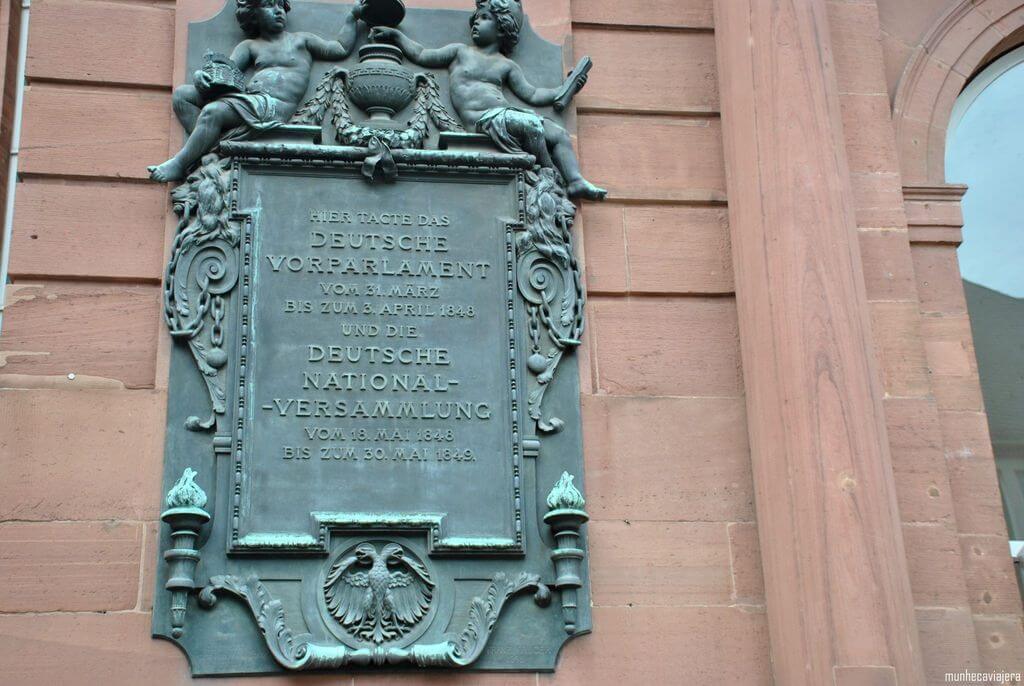 HIER TAGTE DAS
DEUTSCHE
VORPARLAMENT
VOM 31. MÄRZ
BIS ZUM 3. APRIL 1848
UND DIE
DEUTSCHE
NATIONAL-
-VERSAMMLUNG
VOM 18. MAI 1848
BIS ZUM 30. MAI 1849.
munhecaviajera